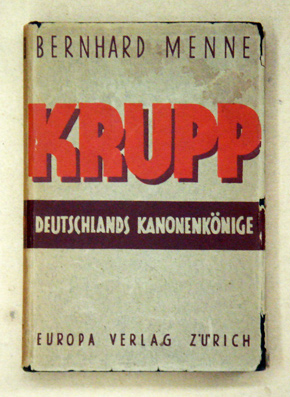 BERNHARD MENNE
KRUPP
DEUTSCHLANDS KANONENKÖNIGE
EUROPA VERLAG ZÜRICH